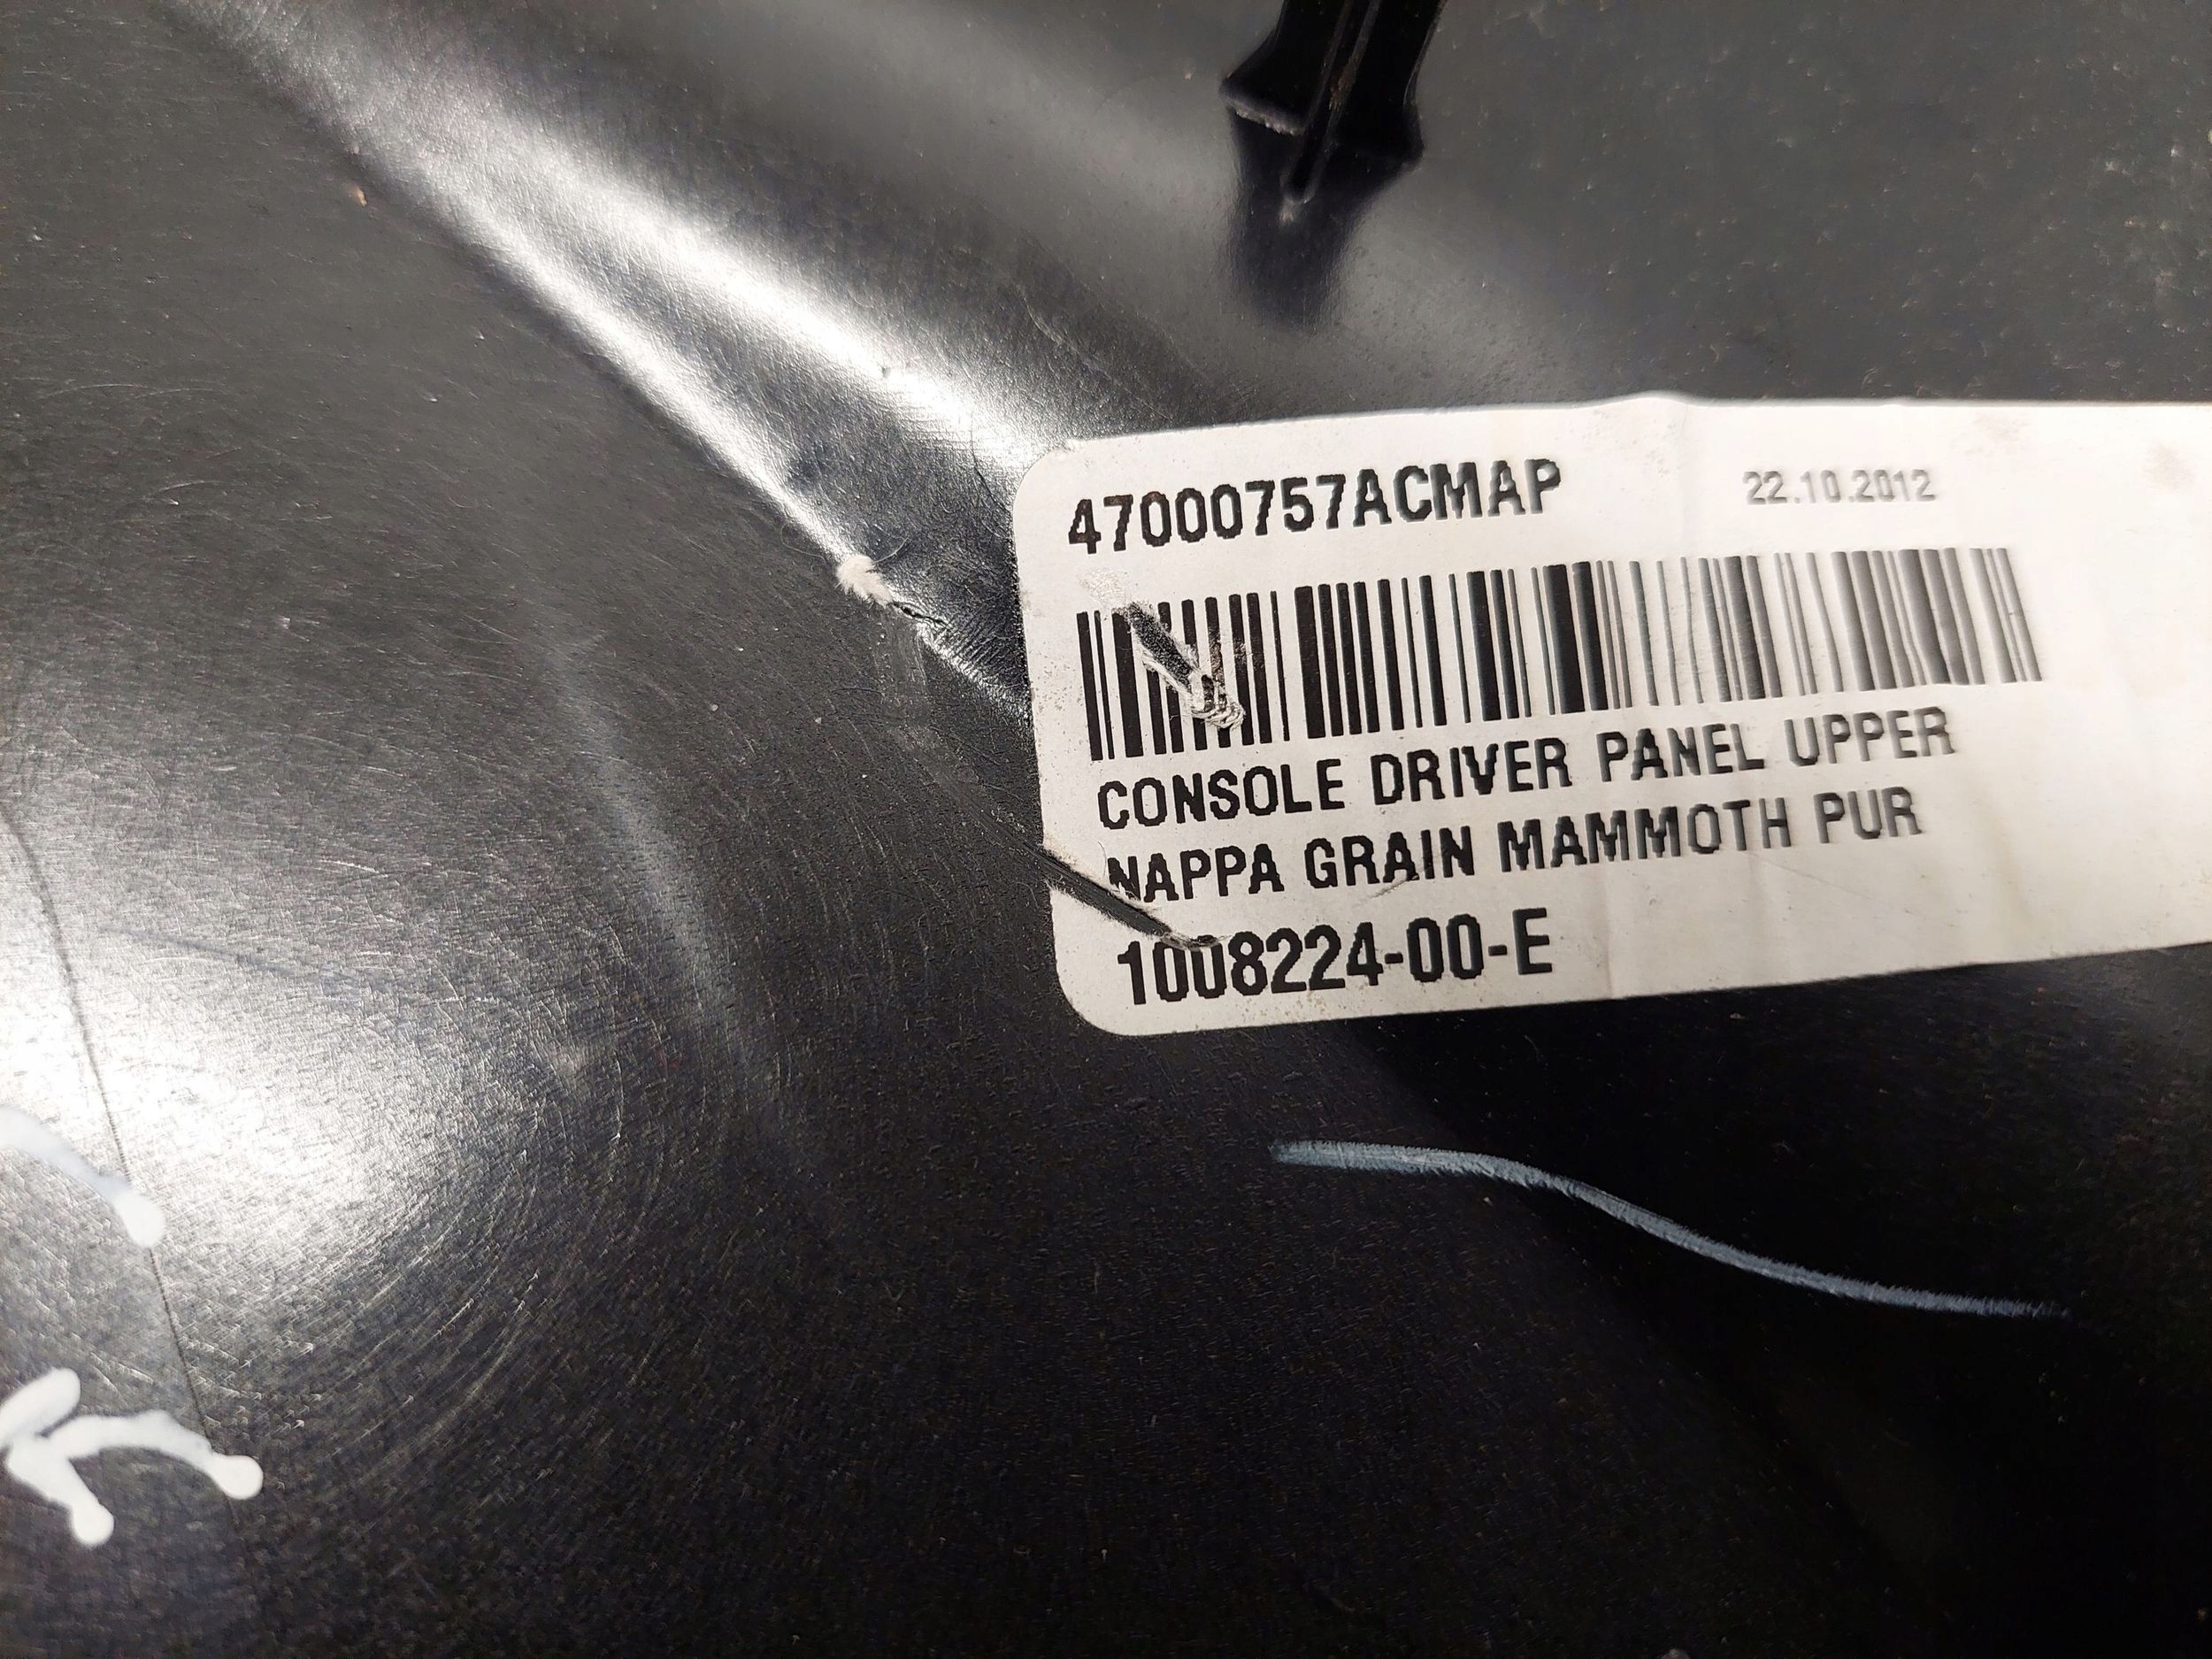 47000757ACMAP 22.10.2012
CONSOLE DRIVER PANEL UPPER
NAPPA GRAIN MAMMOTH PUR
1008224-00-E